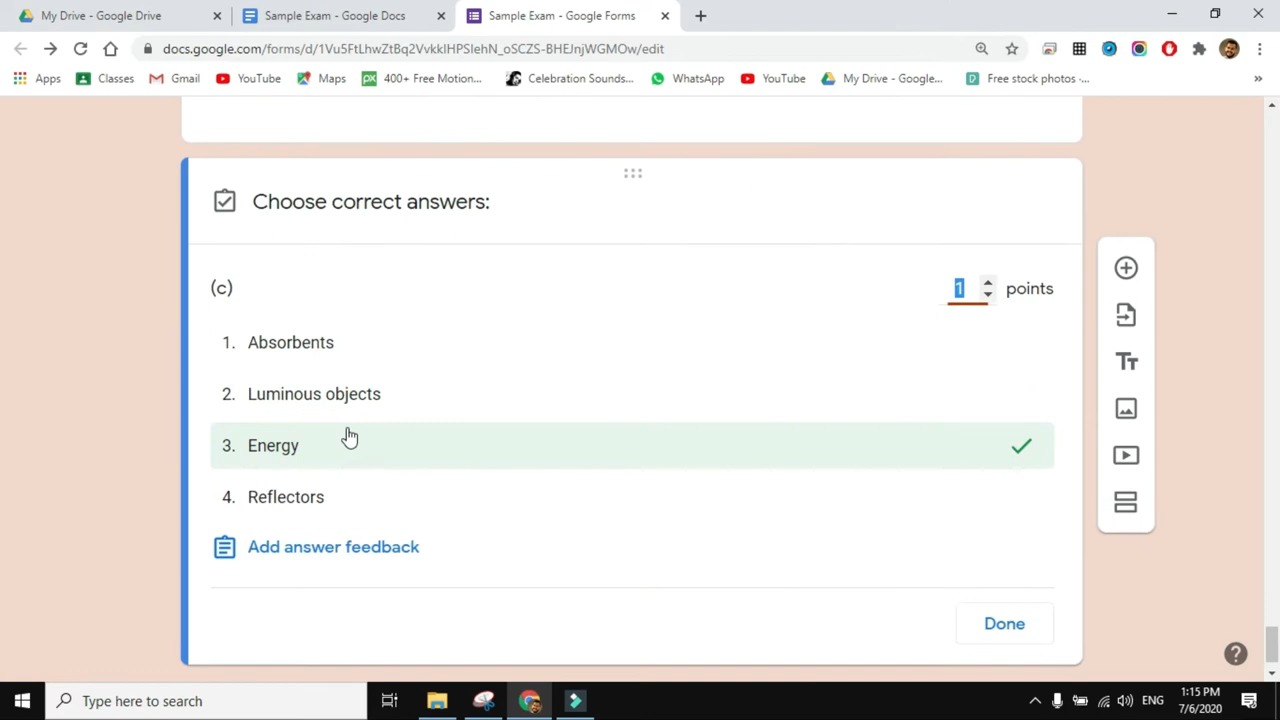 My Drive - Google Drive
Sample Exam - Google Docs
Sample Exam - Google Forms
docs.google.com/forms/d/1Vu5FtLhwZtBq2VvkklHPSlehN_oSCZS-BHEJnjWGMOw/edit
Apps
Classes
Gmail
YouTube
Maps
px
400+ Free Motion...
Celebration Sounds...
WhatsApp
YouTube
My Drive - Google...
Free stock photos -...
Choose correct answers:
(c)
1 points
1. Absorbents
2. Luminous objects
3. Energy
4. Reflectors
Add answer feedback
Done
Type here to search
ENG
1:15 PM
7/6/2020